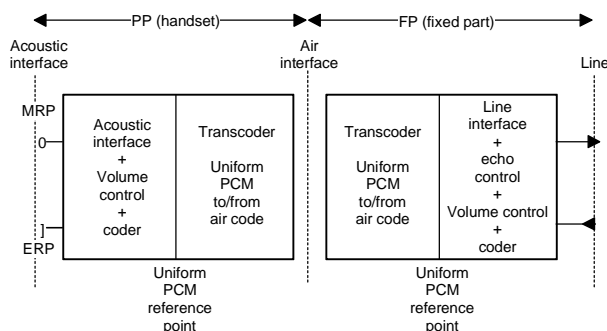 PP (handset)
FP (fixed part)
Acoustic
interface
Air
interface
Line
MRP
0
]
ERP
Acoustic
interface
+
Volume
control
+
coder
Transcoder
Uniform
PCM
to/from
air code
Transcoder
Uniform
PCM
to/from
air code
Line
interface
+
echo
control
+
Volume control
+
coder
Uniform
PCM
reference
point
Uniform
PCM
reference
point